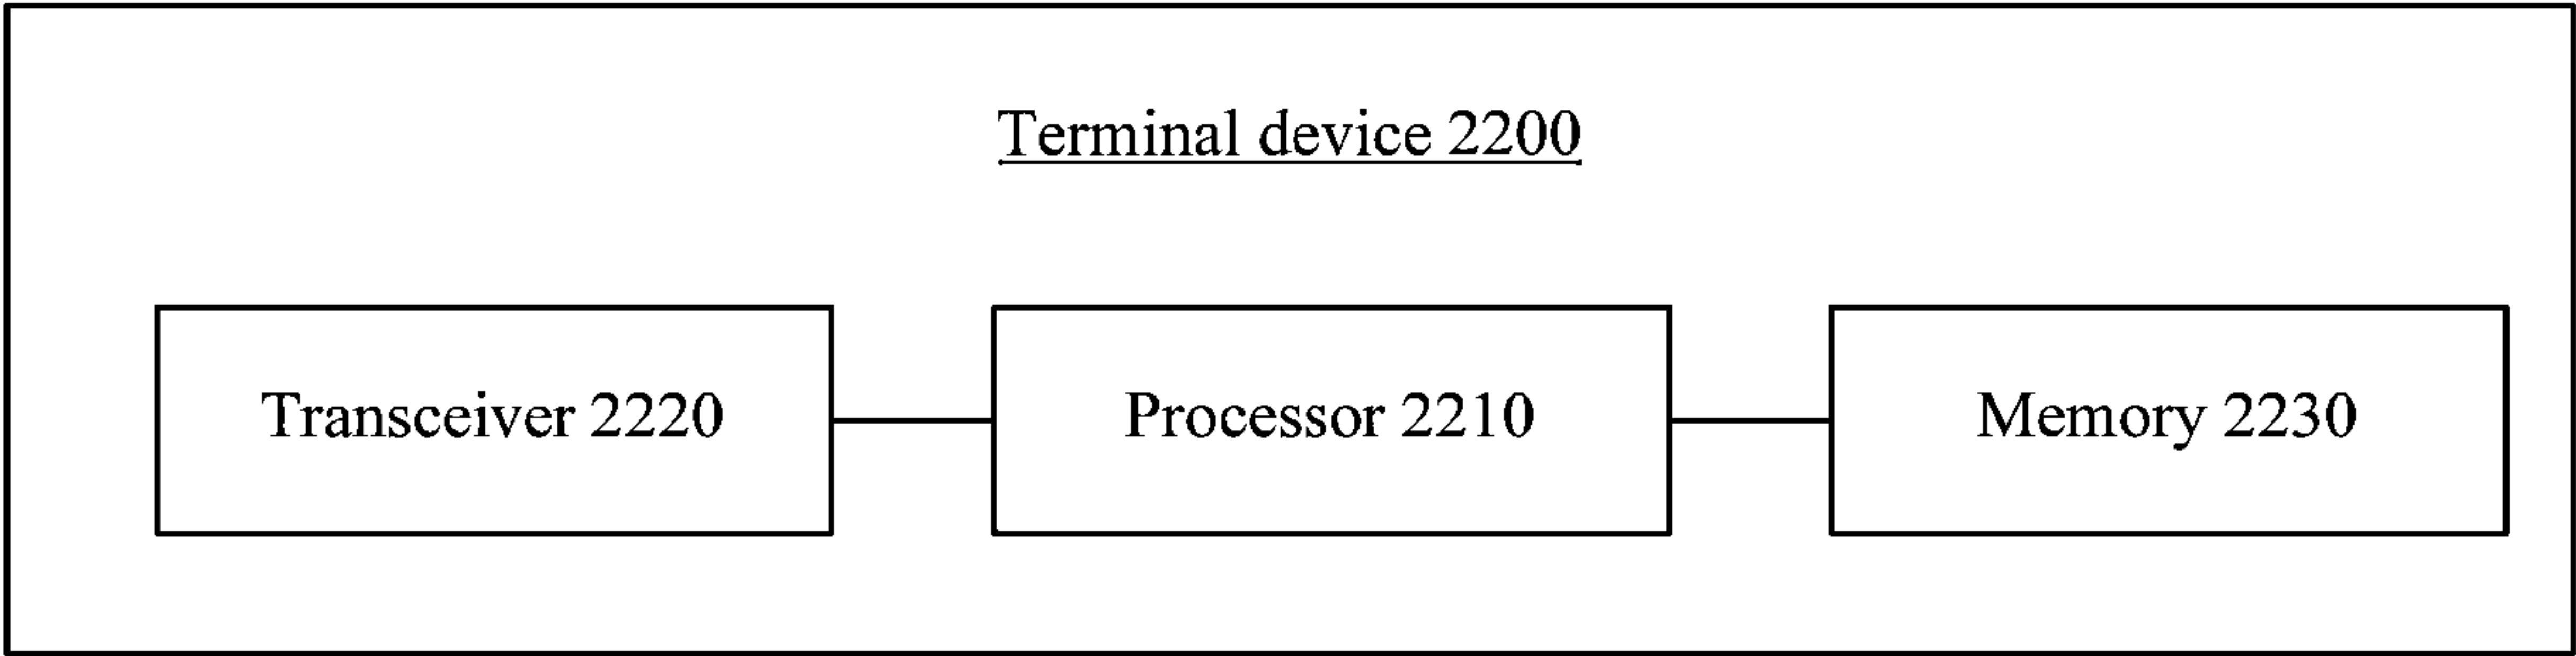 Terminal device 2200
Transceiver 2220
Processor 2210
Memory 2230